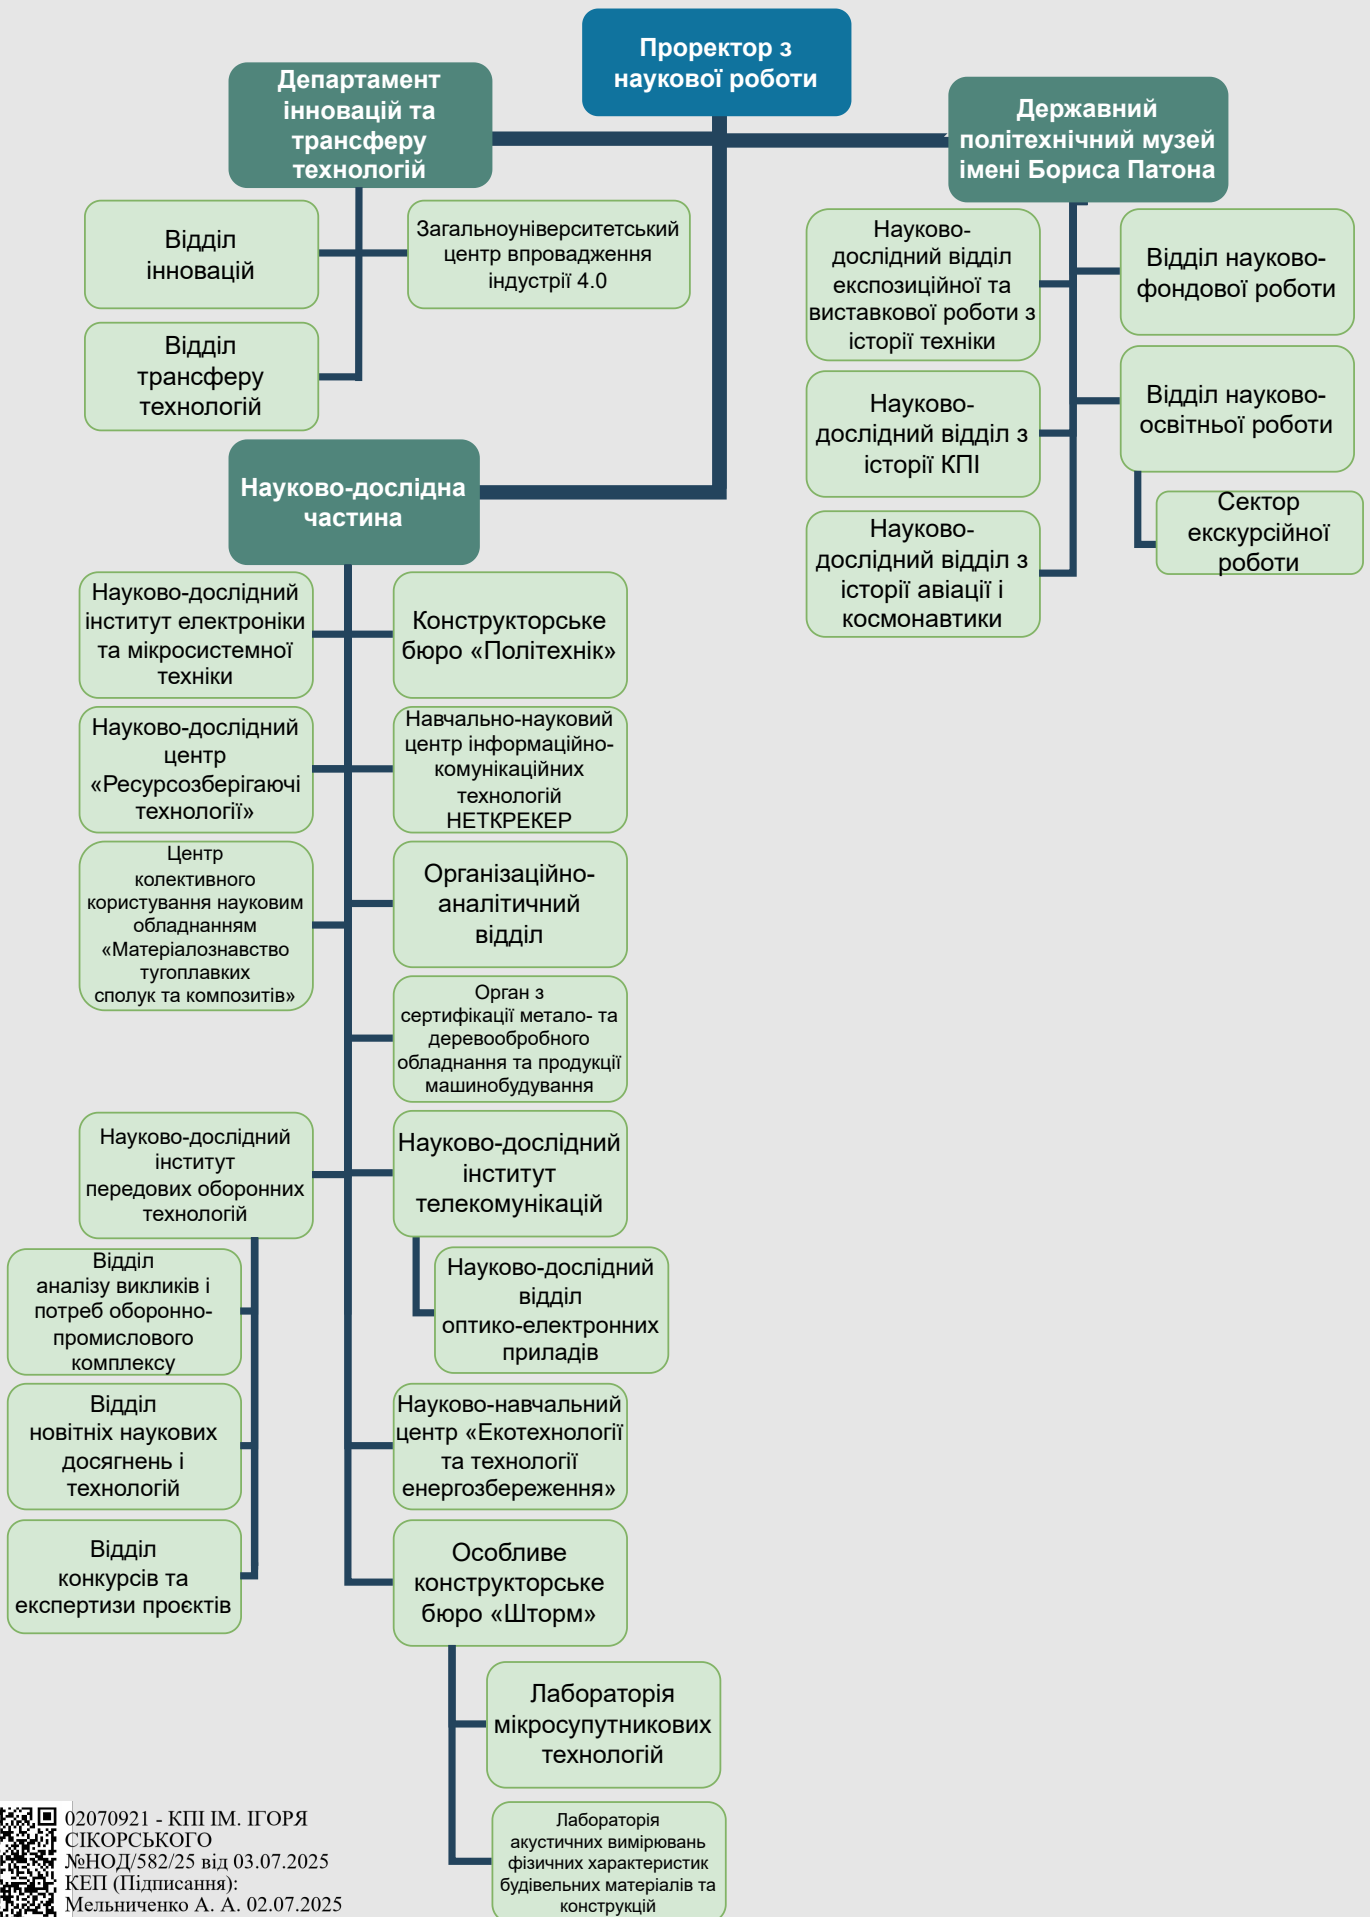 Проректор з
наукової роботи
Департамент
інновацій та
трансферу
технологій
Державний
політехнічний музей
імені Бориса Патона
Відділ
інновацій
Загальноуніверситетський
центр впровадження
індустрії 4.0
Відділ
трансферу
технологій
Науково-
дослідний відділ
експозиційної та
виставкової роботи з
історії техніки
Відділ науково-
фондової роботи
Науково-
дослідний відділ з
історії КПІ
Відділ науково-
освітньої роботи
Науково-
дослідний відділ з
історії авіації і
космонавтики
Сектор
екскурсійної
роботи
Науково-дослідна
частина
Науково-дослідний
інститут електроніки
та мікросистемної
техніки
Конструкторське
бюро «Політехнік»
Науково-дослідний
центр
«Ресурсозберігаючі
технології»
Навчально-науковий
центр інформаційно-
комунікаційних
технологій
НЕТКРЕКЕР
Центр
колективного
користування науковим
обладнанням
«Матеріалознавство
тугоплавких
сполук та композитів»
Організаційно-
аналітичний
відділ
Орган з
сертифікації метало- та
деревообробного
обладнання та продукції
машинобудування
Науково-дослідний
інститут
передових оборонних
технологій
Науково-дослідний
інститут
телекомунікацій
Відділ
аналізу викликів і
потреб оборонно-
промислового
комплексу
Науково-дослідний
відділ
оптико-електронних
приладів
Відділ
новітніх наукових
досягнень і
технологій
Науково-навчальний
центр «Екотехнології
та технології
енергозбереження»
Відділ
конкурсів та
експертизи проєктів
Особливе
конструкторське
бюро «Шторм»
Лабораторія
мікросупутникових
технологій
Лабораторія
акустичних вимірювань
фізичних характеристик
будівельних матеріалів та
конструкцій
02070921 - КПІ ІМ. ІГОРЯ
СІКОРСЬКОГО
№НОД/582/25 від 03.07.2025
КЕП (Підписання):
Мельниченко А. А. 02.07.2025